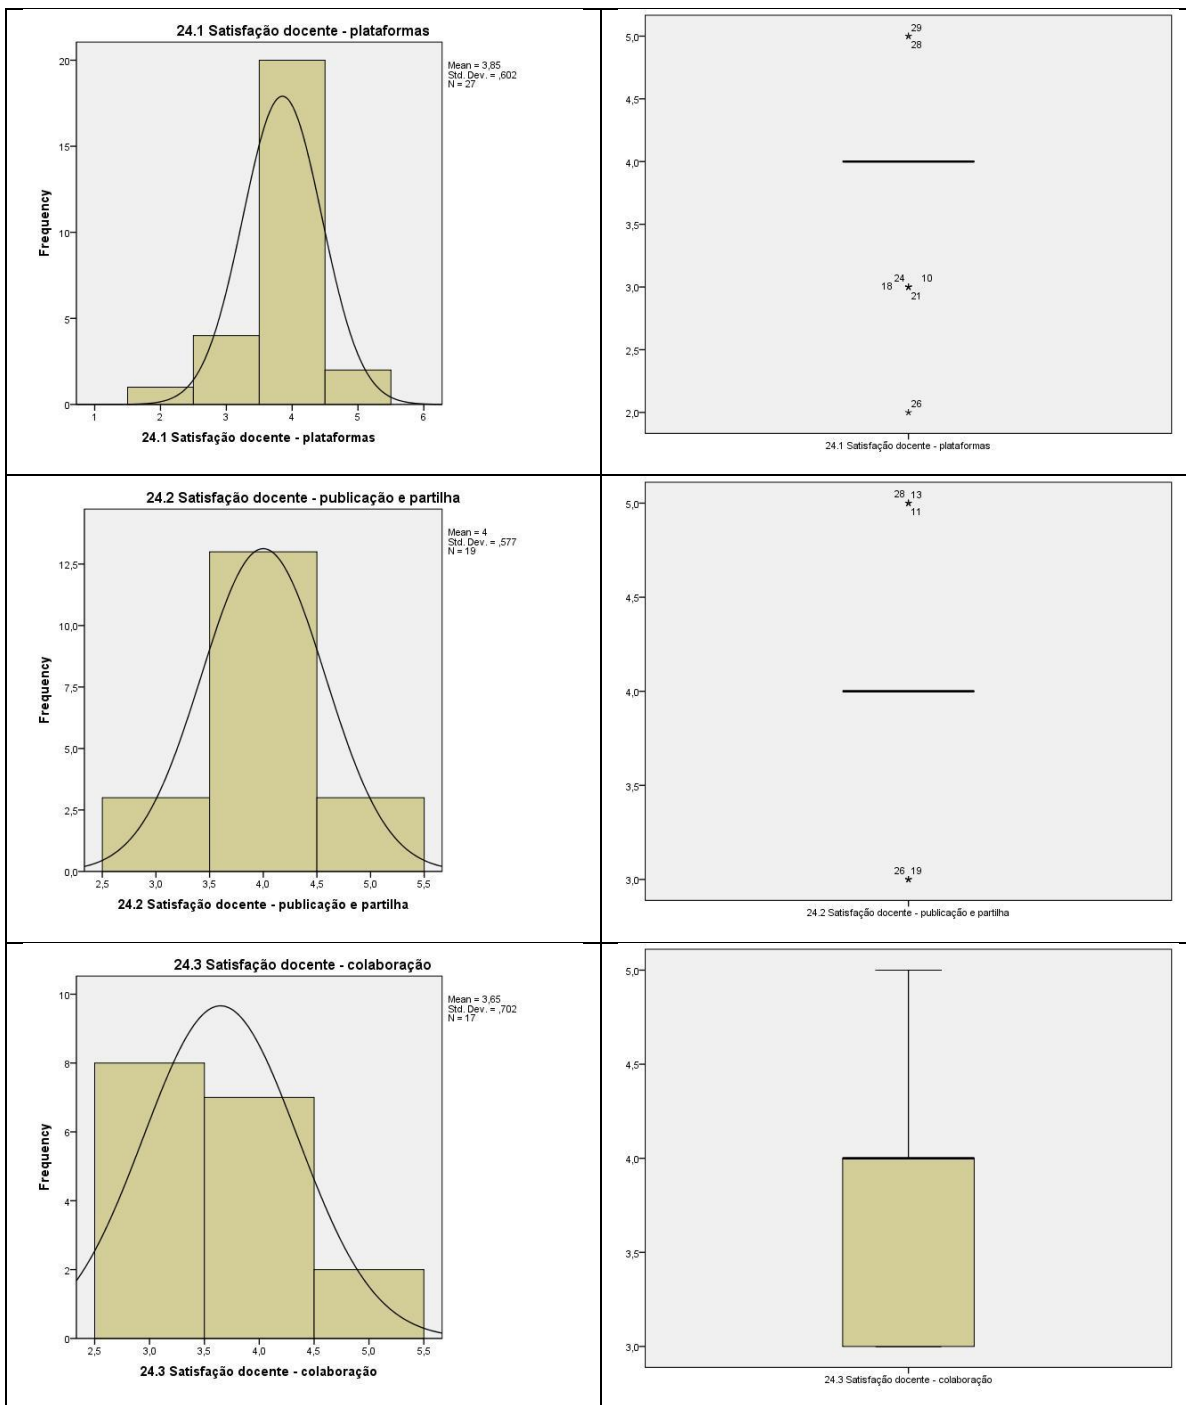 24.1 Satisfação docente - plataformas
Mean = 3,85
Std. Dev. = ,602
N = 27
20
15
10
5
0
Frequency
1 2 3 4 5 6
24.1 Satisfação docente - plataformas
5,0
4,5
4,0
3,5
3,0
2,5
2,0
29
28
24 10
18
21
26
24.1 Satisfação docente - plataformas
24.2 Satisfação docente - publicação e partilha
Mean = 4
Std. Dev. = ,577
N = 19
12,5
10,0
7,5
5,0
2,5
0,0
Frequency
2,5 3,0 3,5 4,0 4,5 5,0 5,5
24.2 Satisfação docente - publicação e partilha
5,0
4,5
4,0
3,5
3,0
28 13
11
26 19
24.2 Satisfação docente - publicação e partilha
24.3 Satisfação docente - colaboração
Mean = 3,65
Std. Dev. = ,702
N = 17
10
8
6
4
2
0
Frequency
2,5 3,0 3,5 4,0 4,5 5,0 5,5
24.3 Satisfação docente - colaboração
5,0
4,5
4,0
3,5
3,0
24.3 Satisfação docente - colaboração